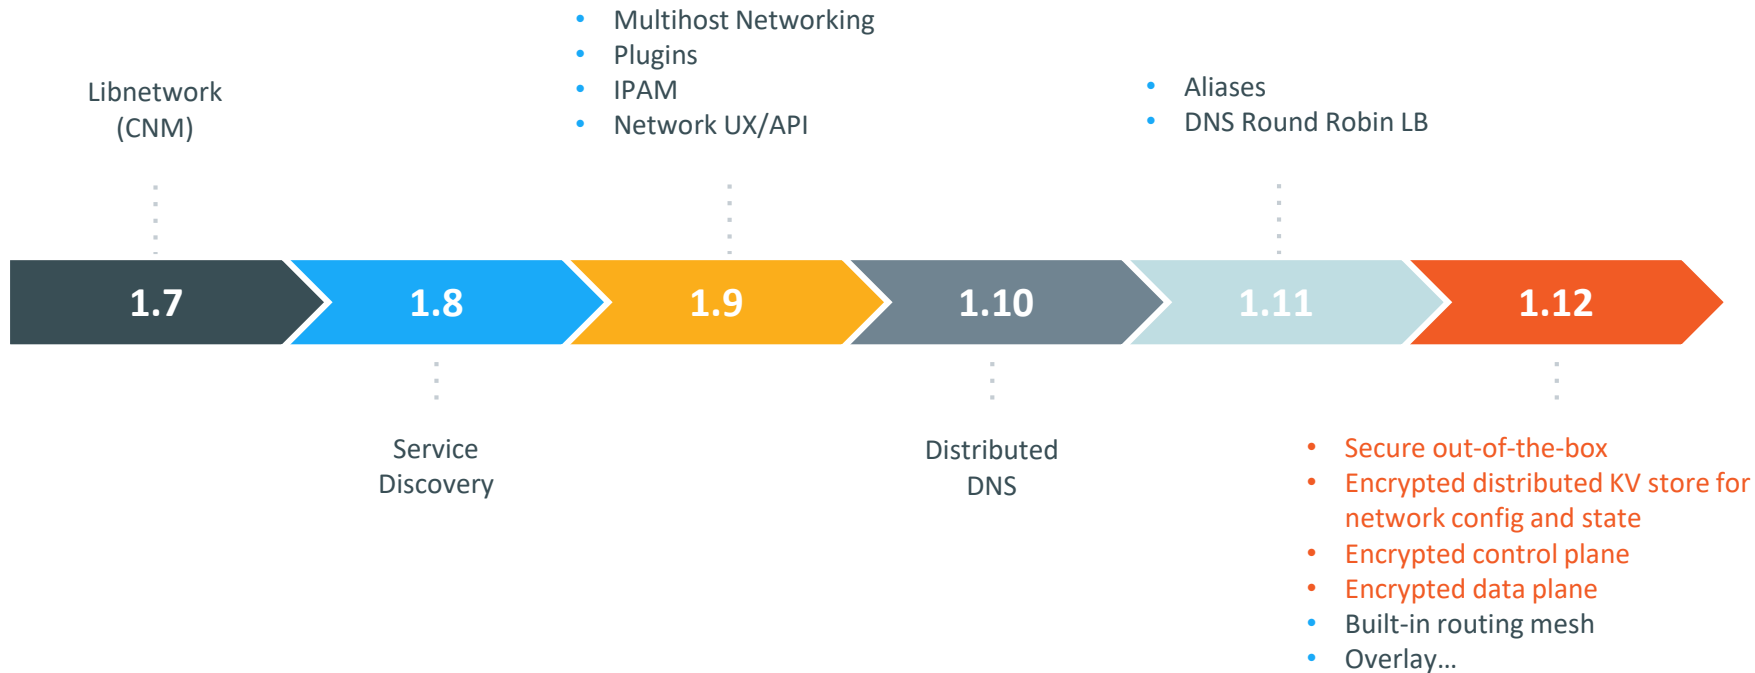 Libnetwork
(CNM)
• Multihost Networking
• Plugins
• IPAM
• Network UX/API
• Aliases
• DNS Round Robin LB
1.7
1.8
1.9
1.10
1.11
1.12
Service
Discovery
Distributed
DNS
• Secure out-of-the-box
• Encrypted distributed KV store for
network config and state
• Encrypted control plane
• Encrypted data plane
• Built-in routing mesh
• Overlay…